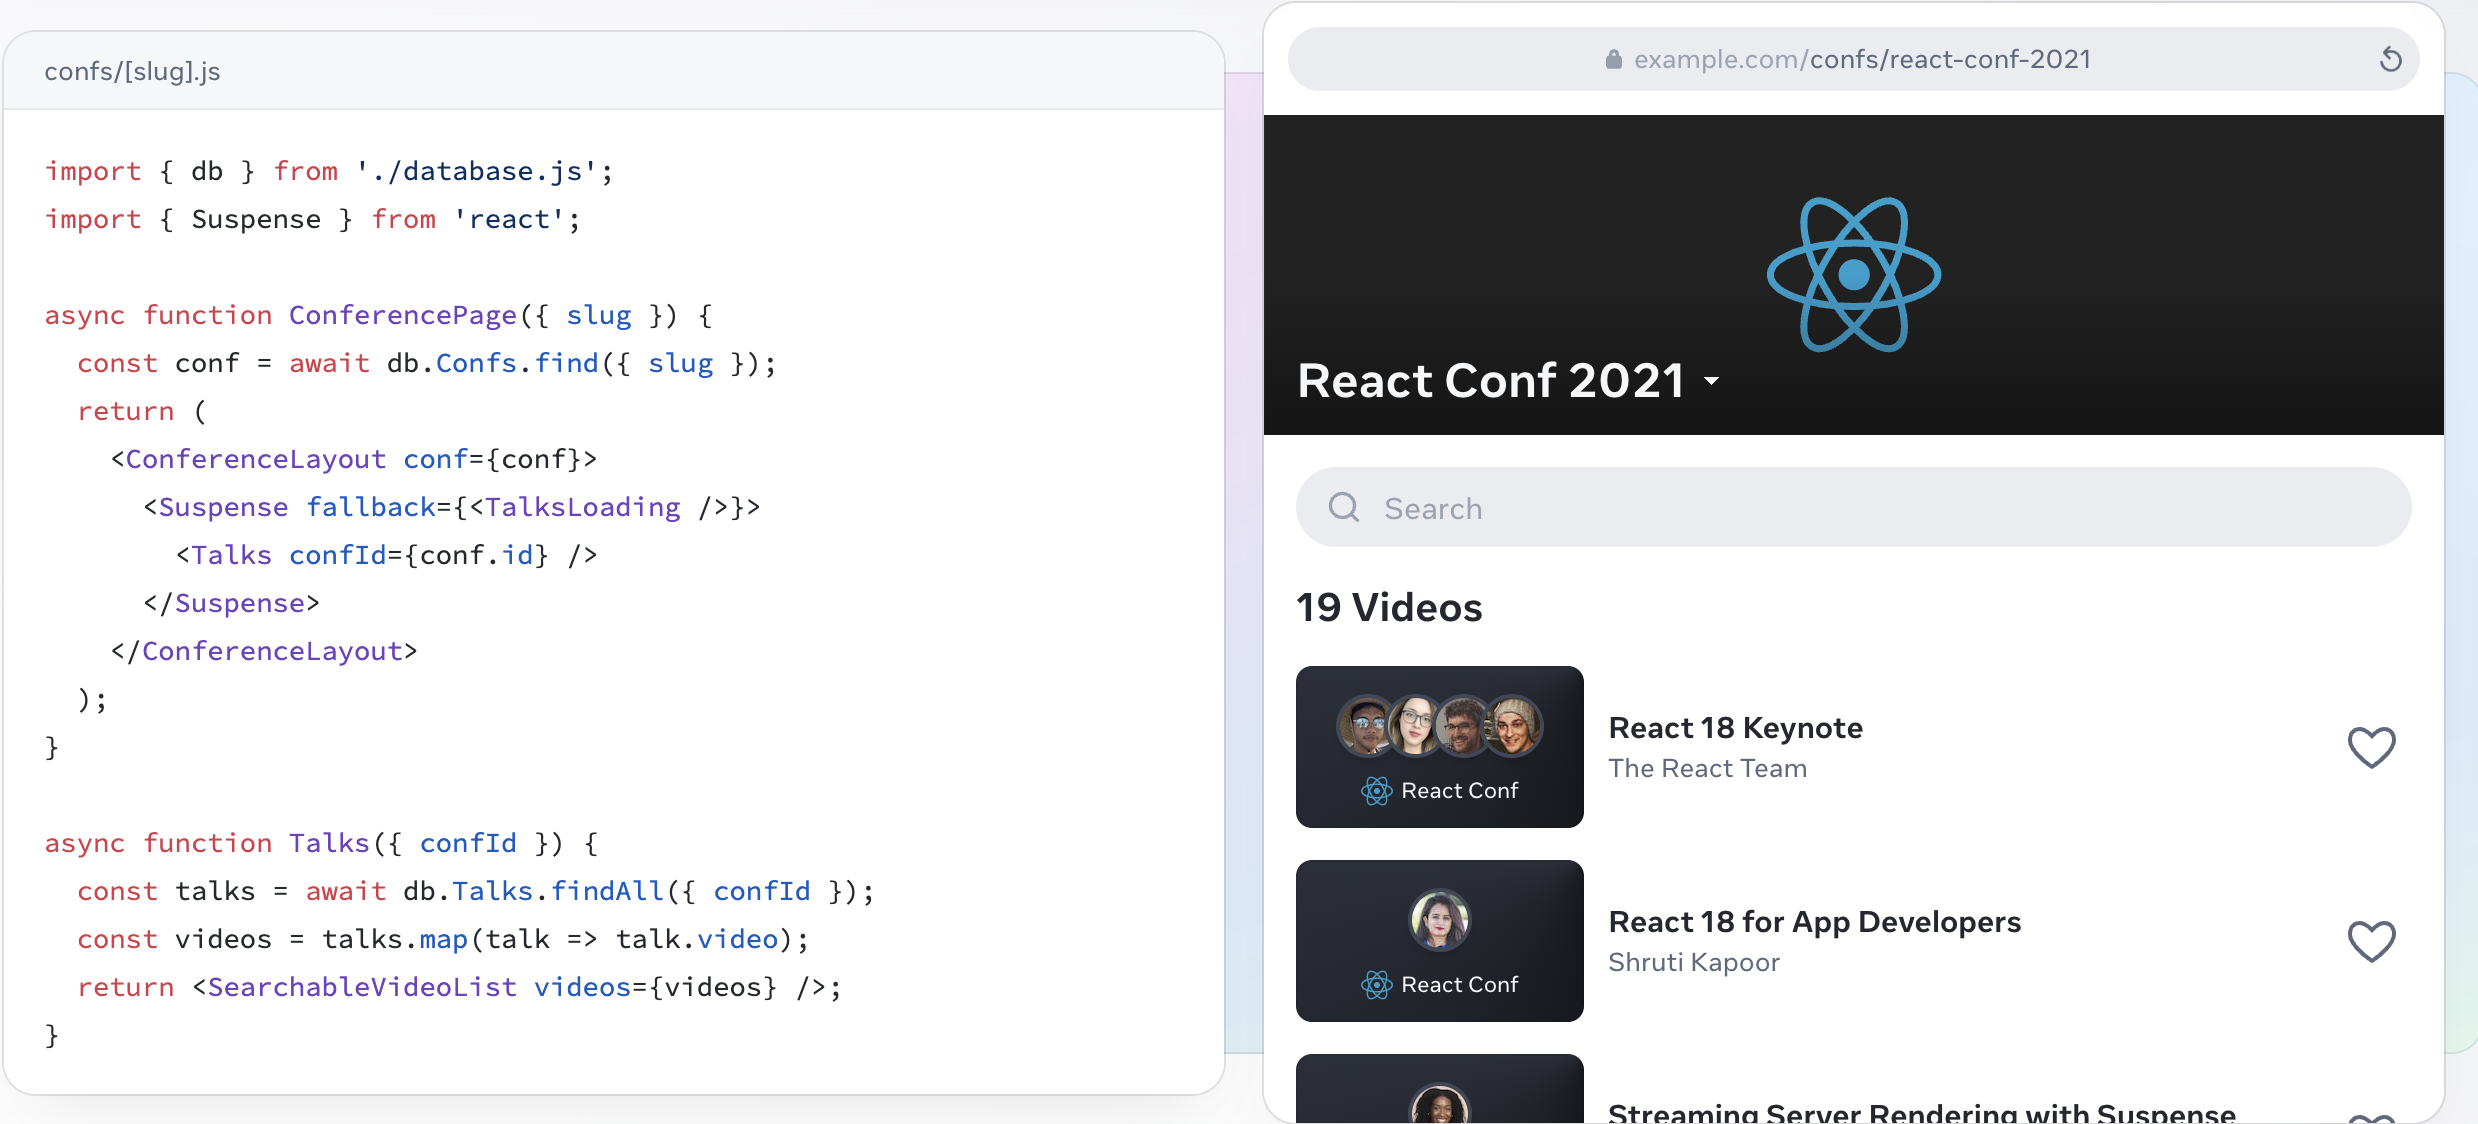 confs/[slug].js
import { db } from './database.js';
import { Suspense } from 'react';
async function ConferencePage({ slug }) {
  const conf = await db.Confs.find({ slug });
  return (
    <ConferenceLayout conf={conf}>
      <Suspense fallback={<TalksLoading />}>
        <Talks confId={conf.id} />
      </Suspense>
    </ConferenceLayout>
  );
}
async function Talks({ confId }) {
  const talks = await db.Talks.findAll({ confId });
  const videos = talks.map(talk => talk.video);
  return <SearchableVideoList videos={videos} />;
}
example.com/confs/react-conf-2021
React Conf 2021
Search
19 Videos
React Conf
React 18 Keynote
The React Team
React Conf
React 18 for App Developers
Shruti Kapoor
Streaming Server Rendering with Suspense